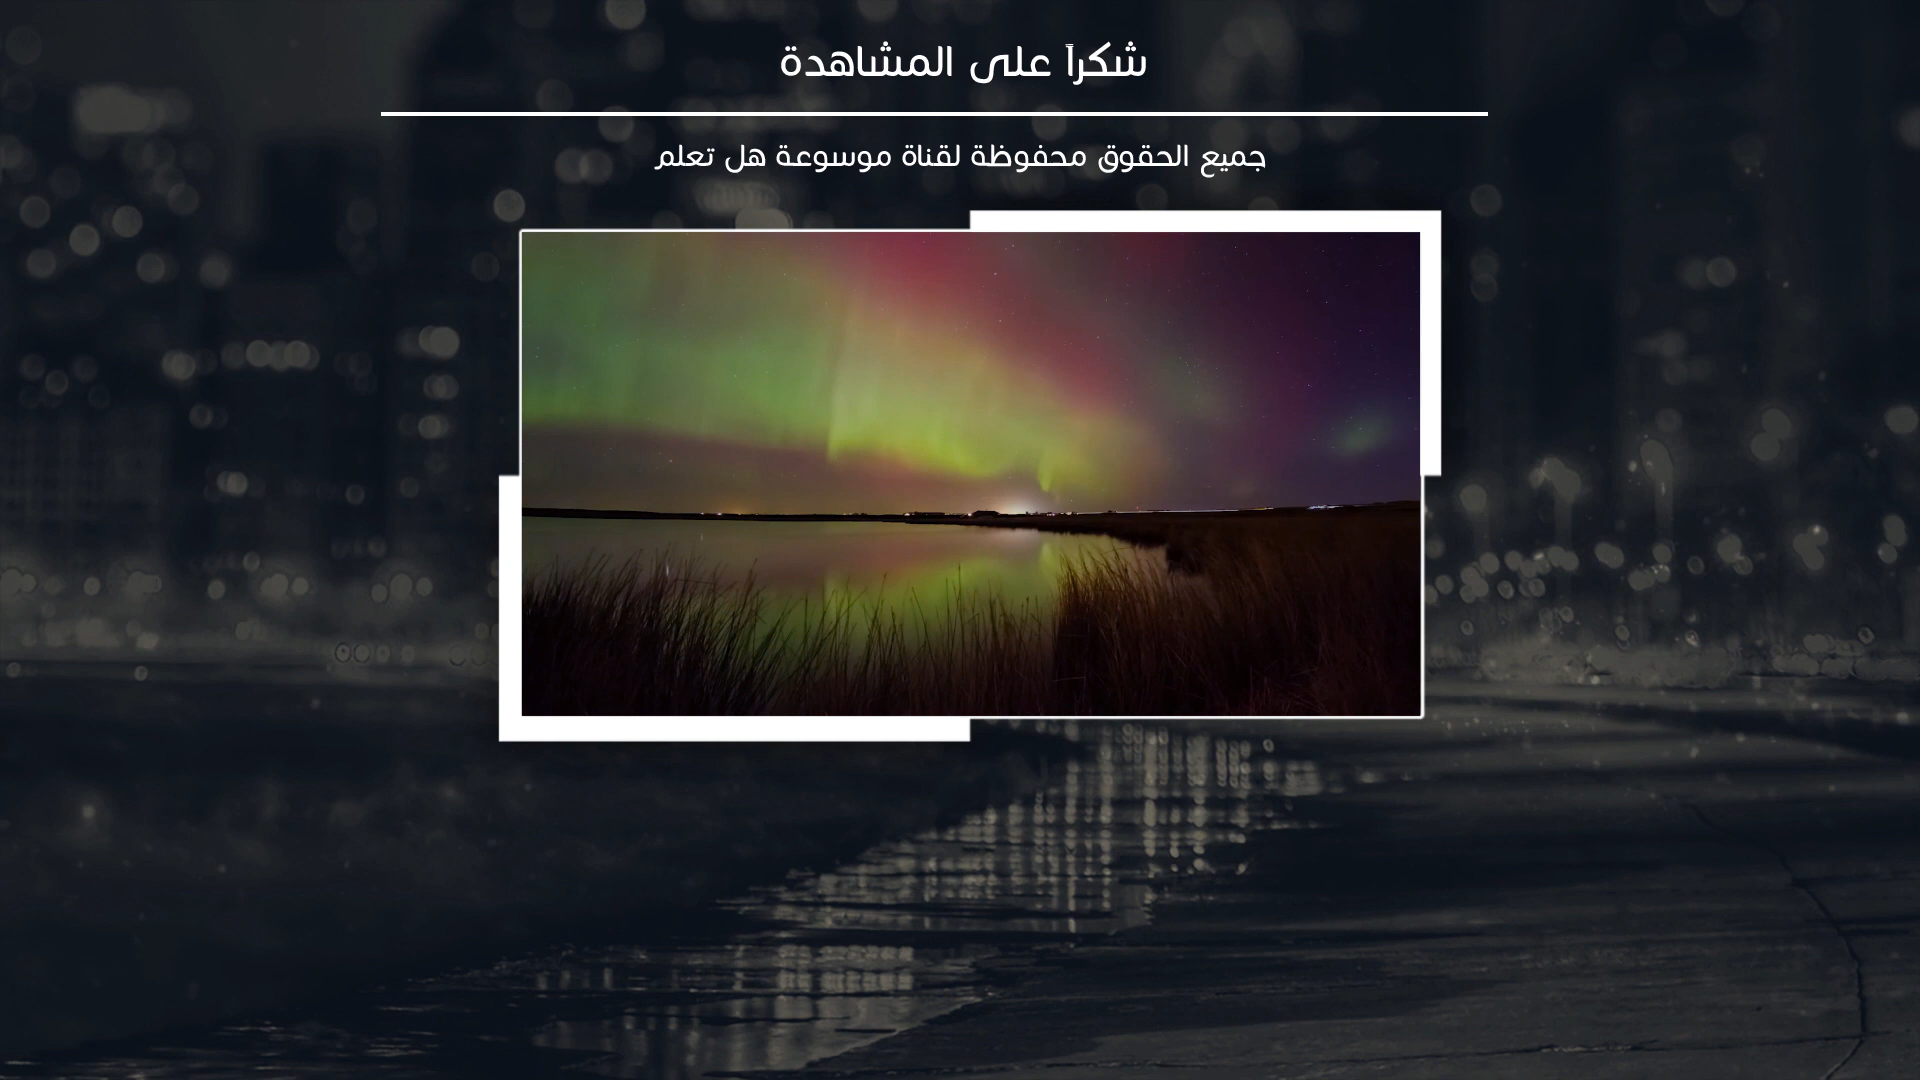 شكراً على المشاهدة
جميع الحقوق محفوظة لقناة موسوعة هل تعلم